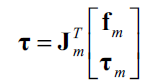 τ = J_m^T [ f_m
τ_m ]